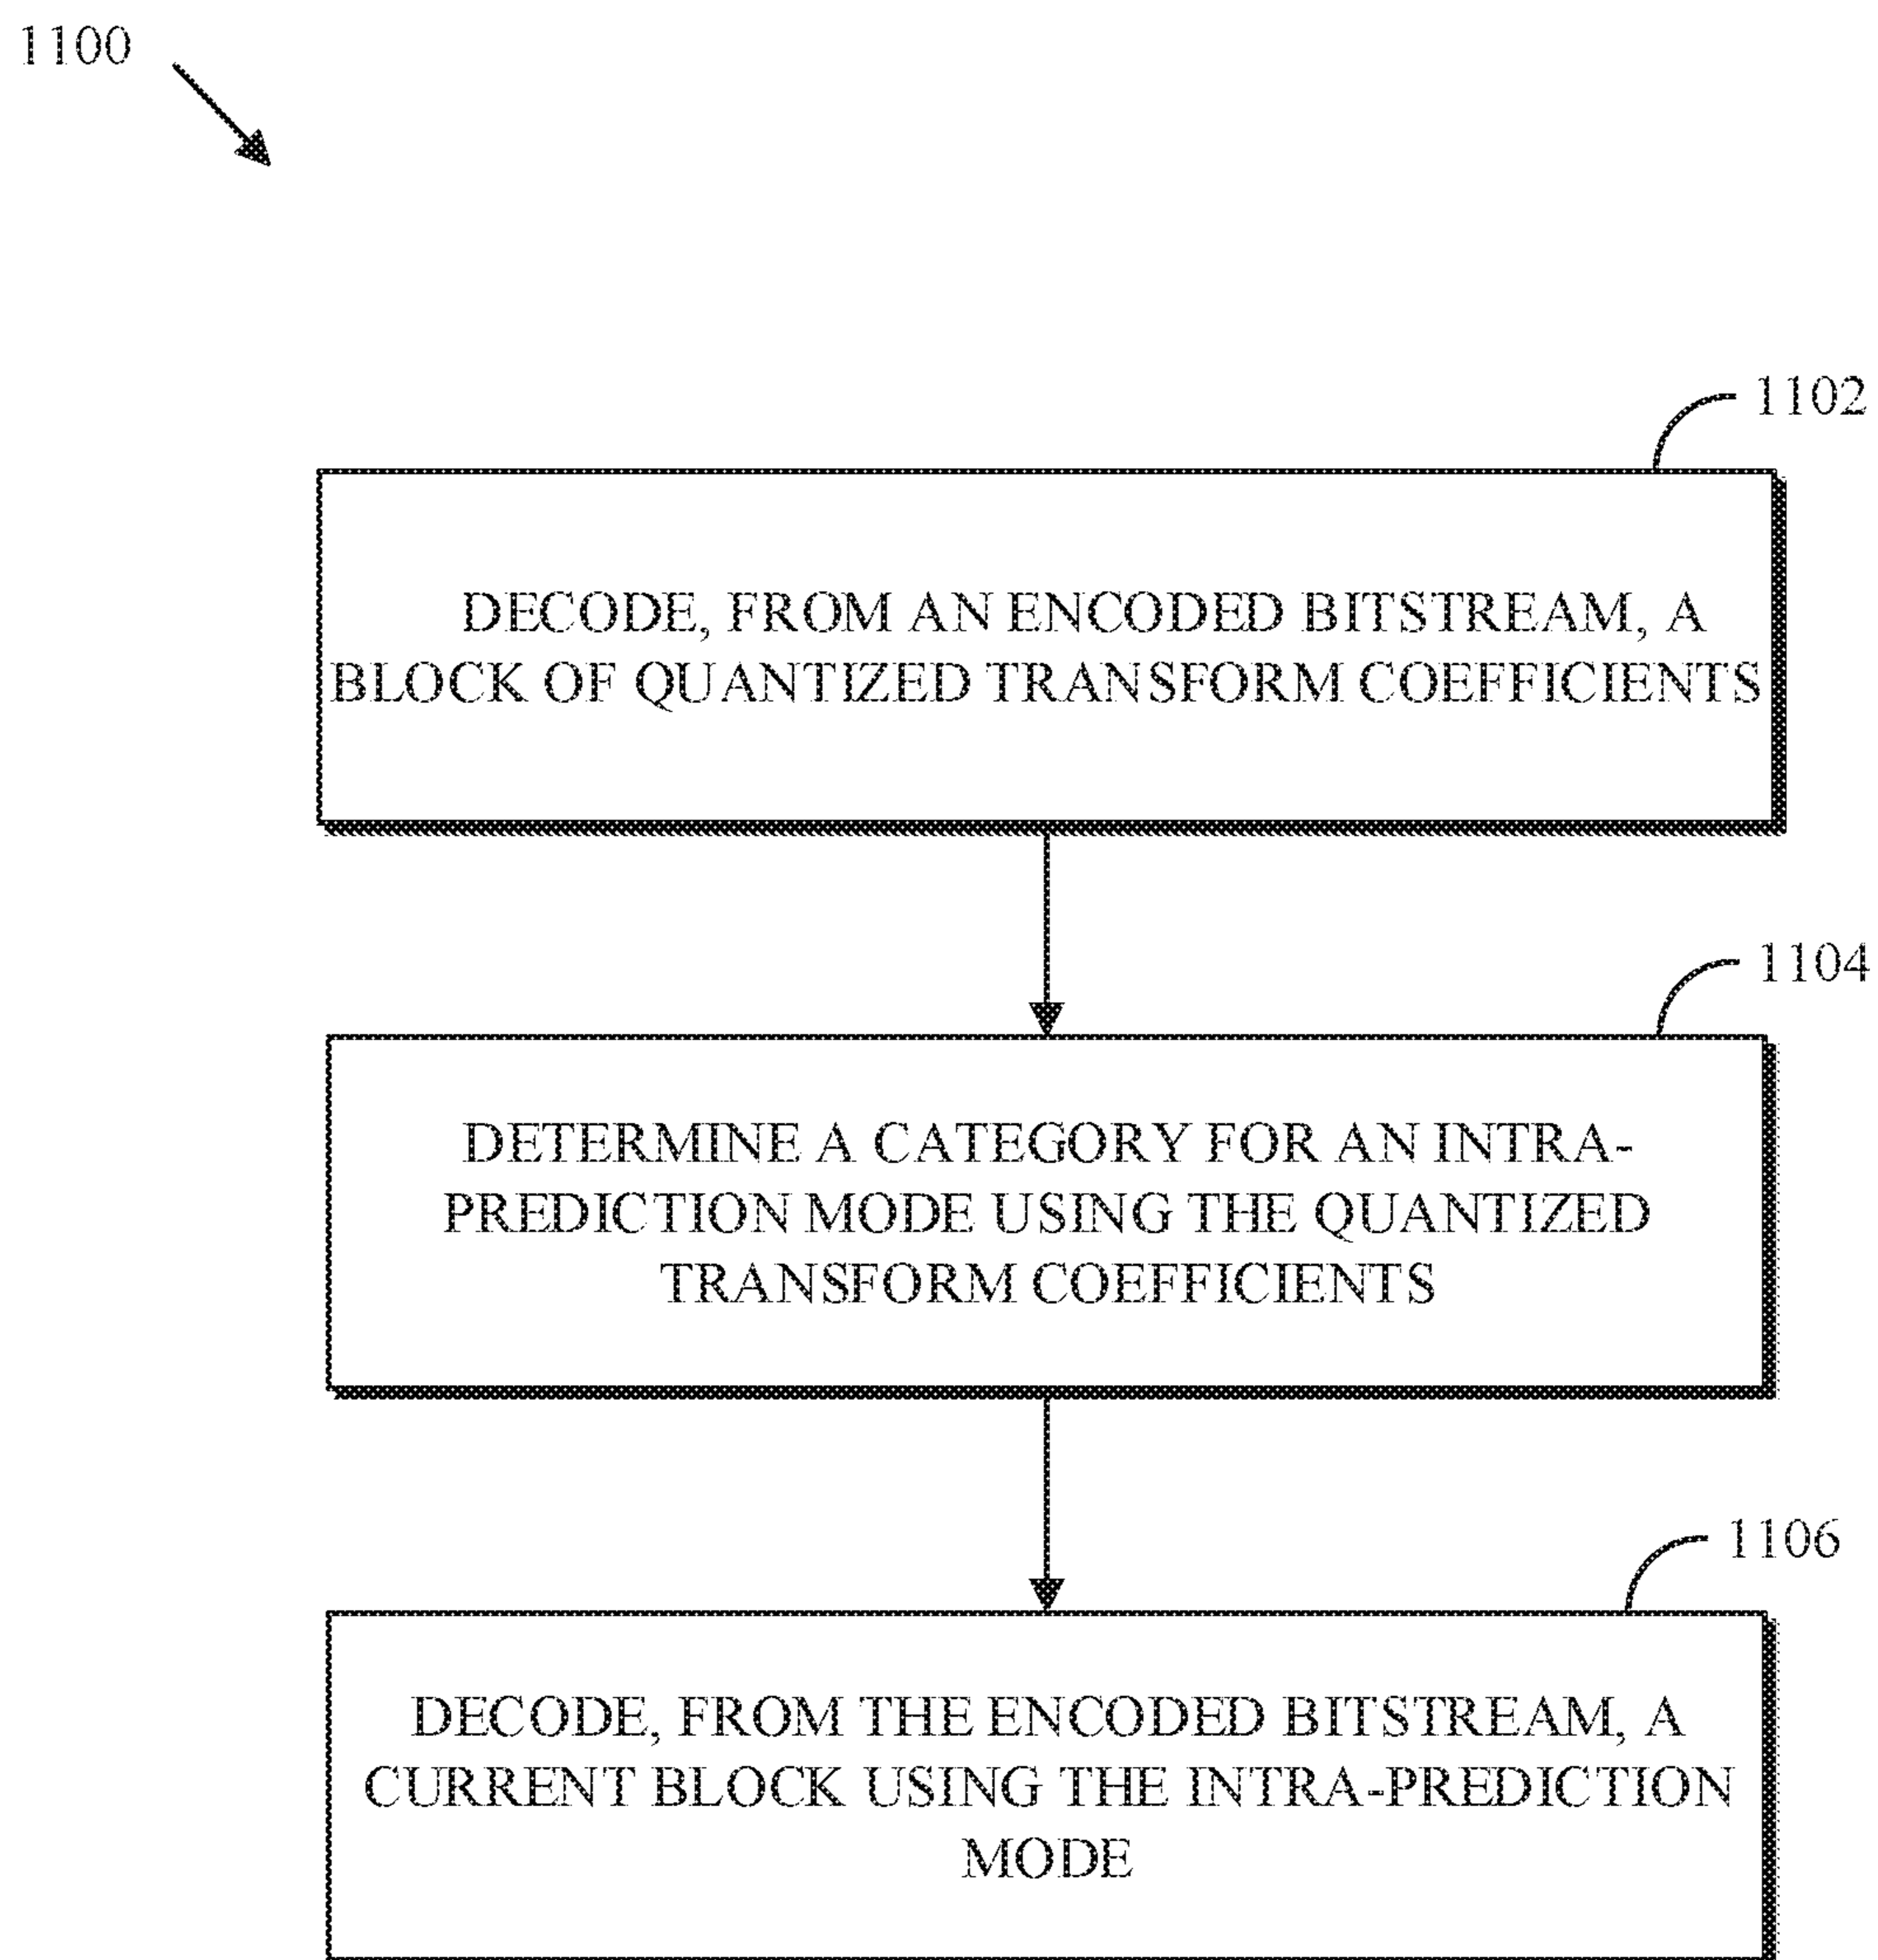 1100
1102
DECODE, FROM AN ENCODED BITSTREAM, A
BLOCK OF QUANTIZED TRANSFORM COEFFICIENTS
1104
DETERMINE A CATEGORY FOR AN INTRA-
PREDICTION MODE USING THE QUANTIZED
TRANSFORM COEFFICIENTS
1106
DECODE, FROM THE ENCODED BITSTREAM, A
CURRENT BLOCK USING THE INTRA-PREDICTION
MODE